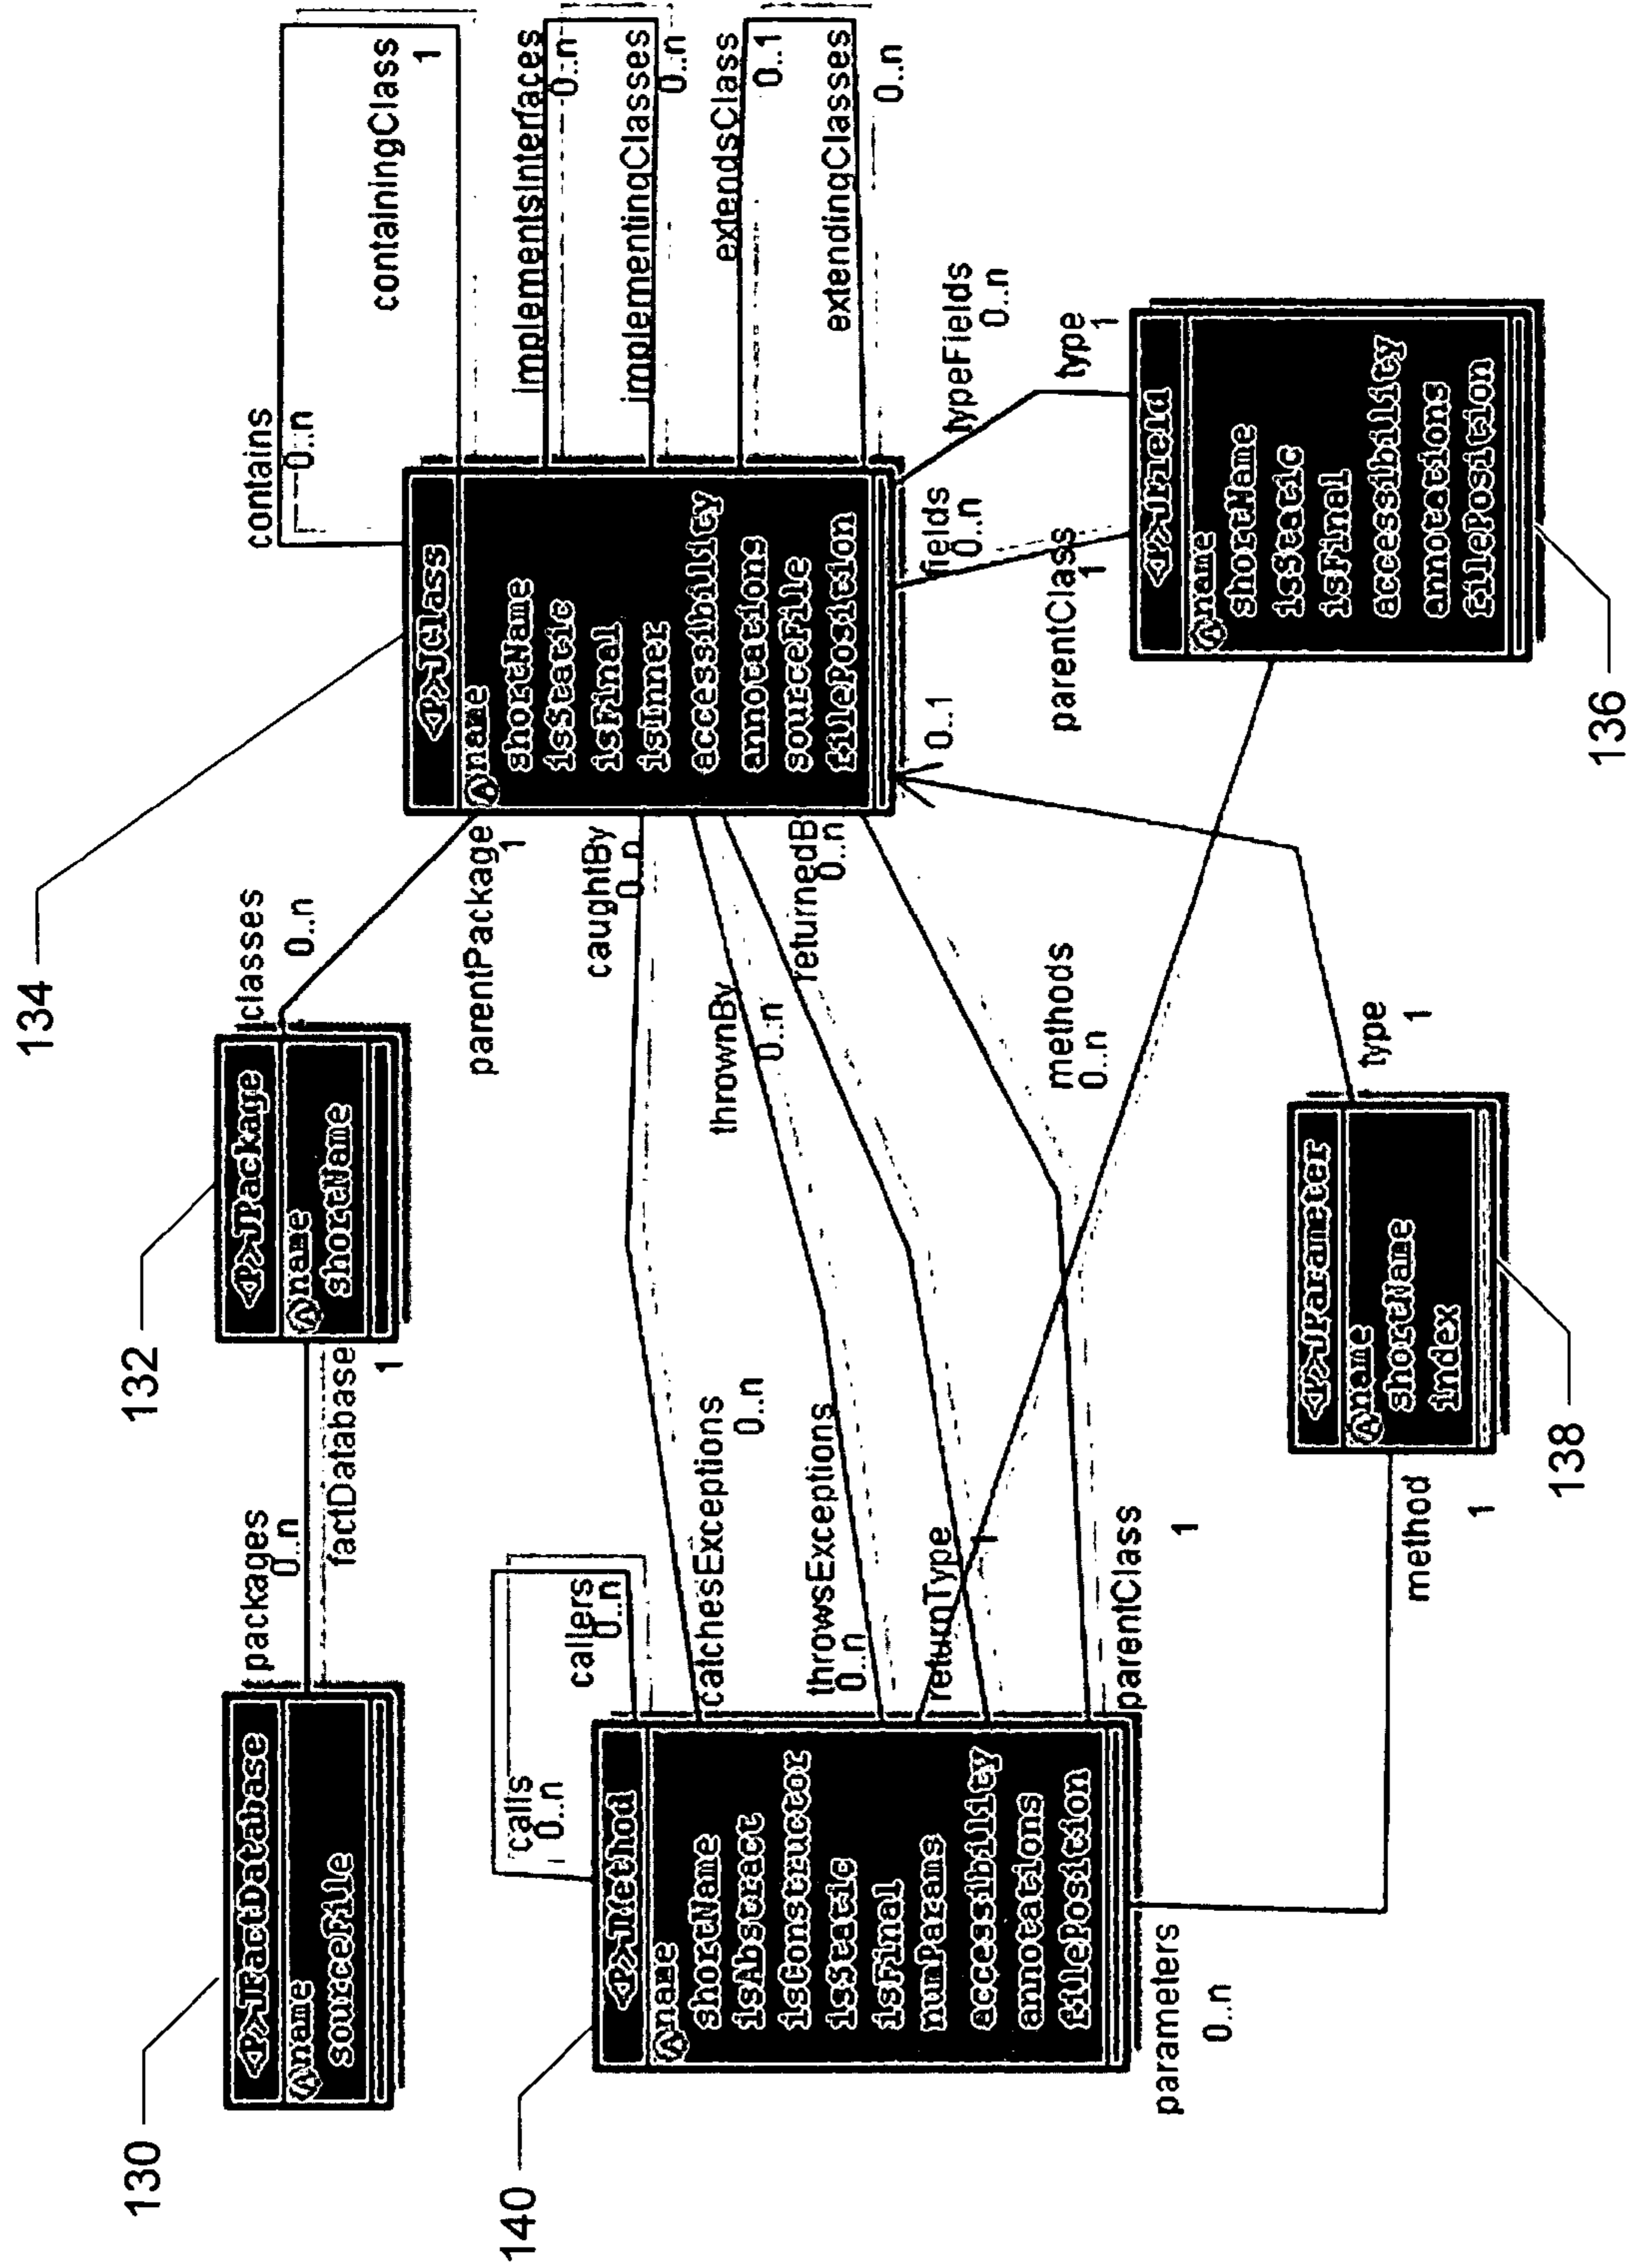 130
<P>JFactDatabase
name
sourceFile
packages
0..n
factDatabase
1
132
<P>JPackage
name
shortName
classes
0..n
134
parentPackage
1
<P>JClass
name
shortName
isStatic
isFinal
isInner
accessibility
annotations
sourceFile
filePosition
contains
0..n
containingClass
1
implementsInterfaces
0..n
implementingClasses
0..n
extendsClass
0..1
extendingClasses
0..n
140
<P>JMethod
name
shortName
isAbstract
isConstructor
isStatic
isFinal
numParams
accessibility
annotations
filePosition
calls
0..n
callers
0..n
catchesExceptions
0..n
caughtBy
0..n
throwsExceptions
0..n
thrownBy
0..n
returnType
1
returnedB
0..n
parentClass
1
methods
0..n
parameters
0..n
method
1
138
<P>JParameter
name
shortName
index
type
1
0..1
fields
0..n
parentClass
1
typeFields
0..n
type
1
136
<P>JField
name
shortName
isStatic
isFinal
accessibility
annotations
filePosition